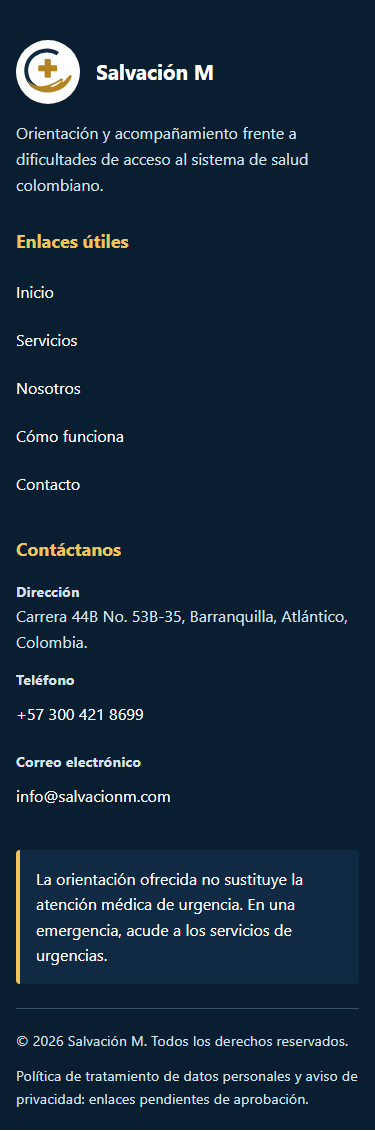 Salvación M
Orientación y acompañamiento frente a
dificultades de acceso al sistema de salud
colombiano.
Enlaces útiles
Inicio
Servicios
Nosotros
Cómo funciona
Contacto
Contáctanos
Dirección
Carrera 44B No. 53B-35, Barranquilla, Atlántico,
Colombia.
Teléfono
+57 300 421 8699
Correo electrónico
info@salvacionm.com
La orientación ofrecida no sustituye la
atención médica de urgencia. En una
emergencia, acude a los servicios de
urgencias.
© 2026 Salvación M. Todos los derechos reservados.
Política de tratamiento de datos personales y aviso de
privacidad: enlaces pendientes de aprobación.